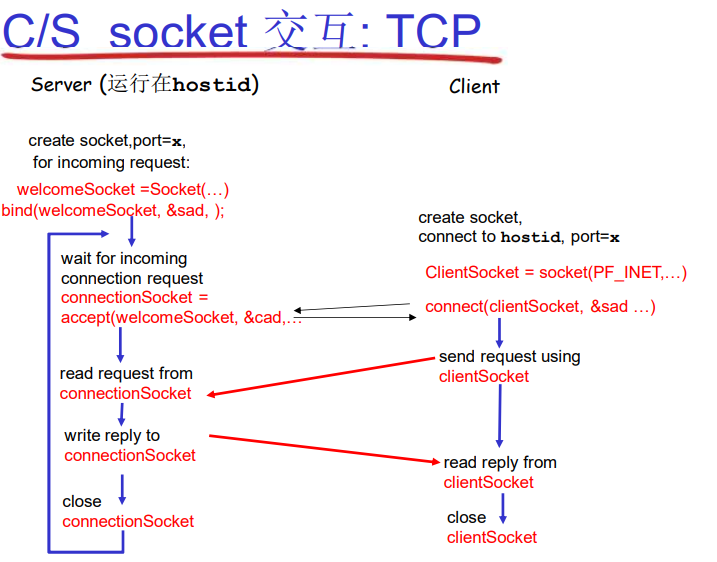 C/S socket 交互: TCP
Server (运行在hostid)
create socket,port=x,
for incoming request:
welcomeSocket =Socket(…)
bind(welcomeSocket, &sad, );
wait for incoming
connection request
connectionSocket =
accept(welcomeSocket, &cad,…
read request from
connectionSocket
write reply to
connectionSocket
close
connectionSocket
Client
create socket,
connect to hostid, port=x
ClientSocket = socket(PF_INET,…)
connect(clientSocket, &sad …)
send request using
clientSocket
read reply from
clientSocket
close
clientSocket